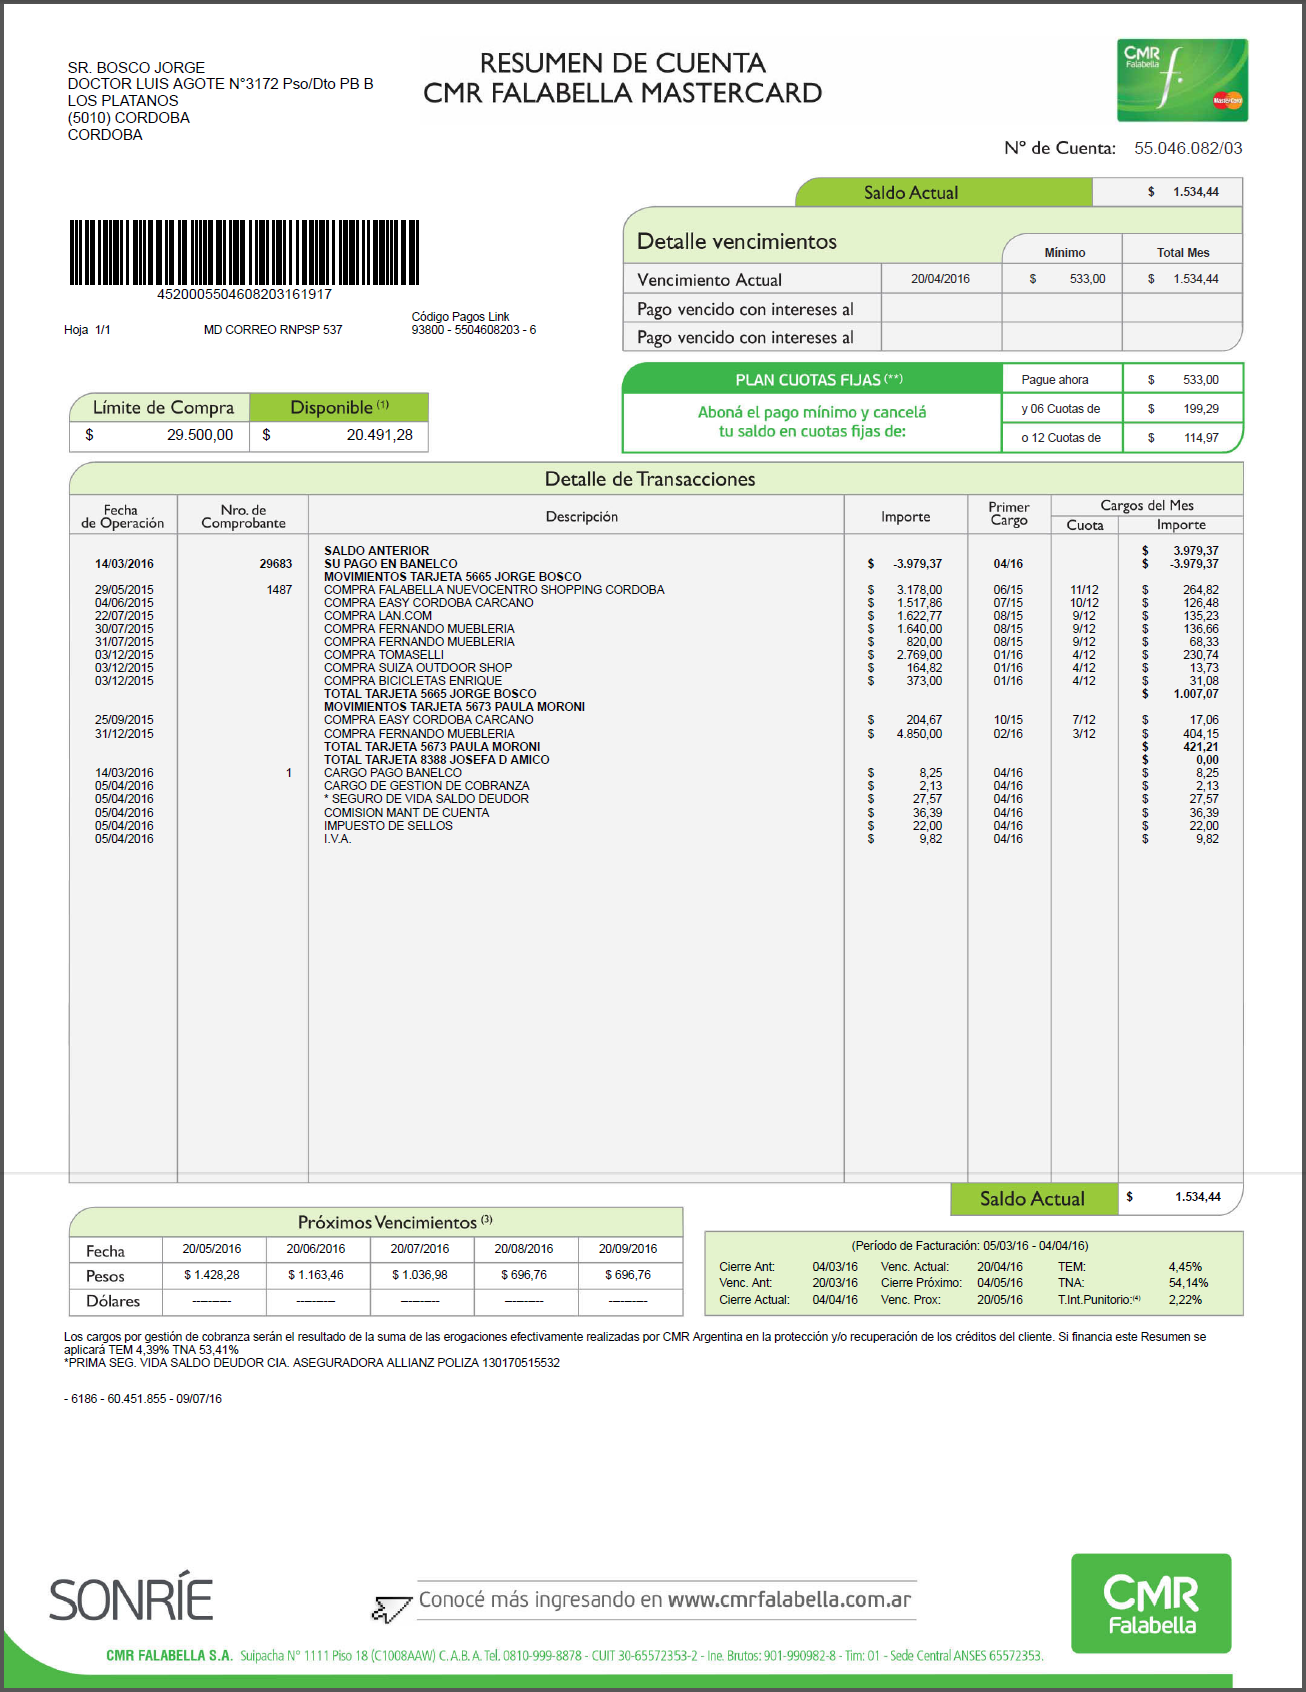 SR. BOSCO JORGE
DOCTOR LUIS AGOTE N°3172 Pso/Dto PB B
LOS PLATANOS
(5010) CORDOBA
CORDOBA
RESUMEN DE CUENTA
CMR FALABELLA MASTERCARD
CMR
Falabella
f.
MasterCard
Nº de Cuenta: 55.046.082/03
Saldo Actual $ 1.534,44
Detalle vencimientos Mínimo Total Mes
Vencimiento Actual 20/04/2016 $ 533,00 $ 1.534,44
Pago vencido con intereses al
Pago vencido con intereses al
4520005504608203161917
Código Pagos Link
Hoja 1/1 MD CORREO RNPSP 537 93800 - 5504608203 - 6
PLAN CUOTAS FIJAS (**) Pague ahora $ 533,00
Aboná el pago mínimo y cancelá y 06 Cuotas de $ 199,29
tu saldo en cuotas fijas de: o 12 Cuotas de $ 114,97
Límite de Compra Disponible (1)
$ 29.500,00 $ 20.491,28
Detalle de Transacciones
Fecha de Operación Nro. de Comprobante Descripción Importe Primer Cargo Cargos del Mes
Cuota Importe
SALDO ANTERIOR $ 3.979,37
14/03/2016 29683 SU PAGO EN BANELCO $ -3.979,37 04/16 $ -3.979,37
MOVIMIENTOS TARJETA 5665 JORGE BOSCO
29/05/2015 1487 COMPRA FALABELLA NUEVOCENTRO SHOPPING CORDOBA $ 3.178,00 06/15 11/12 $ 264,82
04/06/2015 COMPRA EASY CORDOBA CARCANO $ 1.517,86 07/15 10/12 $ 126,48
22/07/2015 COMPRA LAN.COM $ 1.622,77 08/15 9/12 $ 135,23
30/07/2015 COMPRA FERNANDO MUEBLERIA $ 1.640,00 08/15 9/12 $ 136,66
31/07/2015 COMPRA FERNANDO MUEBLERIA $ 820,00 08/15 9/12 $ 68,33
03/12/2015 COMPRA TOMASELLI $ 2.769,00 01/16 4/12 $ 230,74
03/12/2015 COMPRA SUIZA OUTDOOR SHOP $ 164,82 01/16 4/12 $ 13,73
03/12/2015 COMPRA BICICLETAS ENRIQUE $ 373,00 01/16 4/12 $ 31,08
TOTAL TARJETA 5665 JORGE BOSCO $ 1.007,07
MOVIMIENTOS TARJETA 5673 PAULA MORONI
25/09/2015 COMPRA EASY CORDOBA CARCANO $ 204,67 10/15 7/12 $ 17,06
31/12/2015 COMPRA FERNANDO MUEBLERIA $ 4.850,00 02/16 3/12 $ 404,15
TOTAL TARJETA 5673 PAULA MORONI $ 421,21
TOTAL TARJETA 8388 JOSEFA D AMICO $ 0,00
14/03/2016 1 CARGO PAGO BANELCO $ 8,25 04/16 $ 8,25
05/04/2016 CARGO DE GESTION DE COBRANZA $ 2,13 04/16 $ 2,13
05/04/2016 * SEGURO DE VIDA SALDO DEUDOR $ 27,57 04/16 $ 27,57
05/04/2016 COMISION MANT DE CUENTA $ 36,39 04/16 $ 36,39
05/04/2016 IMPUESTO DE SELLOS $ 22,00 04/16 $ 22,00
05/04/2016 I.V.A. $ 9,82 04/16 $ 9,82
Saldo Actual $ 1.534,44
Próximos Vencimientos (3)
Fecha 20/05/2016 20/06/2016 20/07/2016 20/08/2016 20/09/2016
Pesos $ 1.428,28 $ 1.163,46 $ 1.036,98 $ 696,76 $ 696,76
Dólares ---------- ---------- ---------- ---------- ----------
(Período de Facturación: 05/03/16 - 04/04/16)
Cierre Ant: 04/03/16 Venc. Actual: 20/04/16 TEM: 4,45%
Venc. Ant: 20/03/16 Cierre Próximo: 04/05/16 TNA: 54,14%
Cierre Actual: 04/04/16 Venc. Prox: 20/05/16 T.Int.Punitorio:(4) 2,22%
Los cargos por gestión de cobranza serán el resultado de la suma de las erogaciones efectivamente realizadas por CMR Argentina en la protección y/o recuperación de los créditos del cliente. Si financia este Resumen se
aplicará TEM 4,39% TNA 53,41%
*PRIMA SEG. VIDA SALDO DEUDOR CIA. ASEGURADORA ALLIANZ POLIZA 130170515532
- 6186 - 60.451.855 - 09/07/16
SONRÍE
Conocé más ingresando en www.cmrfalabella.com.ar
CMR
Falabella
CMR FALABELLA S.A. Suipacha Nº 1111 Piso 18 (C1008AAW) C.A.B.A. Tel. 0810-999-8878 - CUIT 30-65572353-2 - Ine. Brutos: 901-990982-8 - Tim: 01 - Sede Central ANSES 65572353.